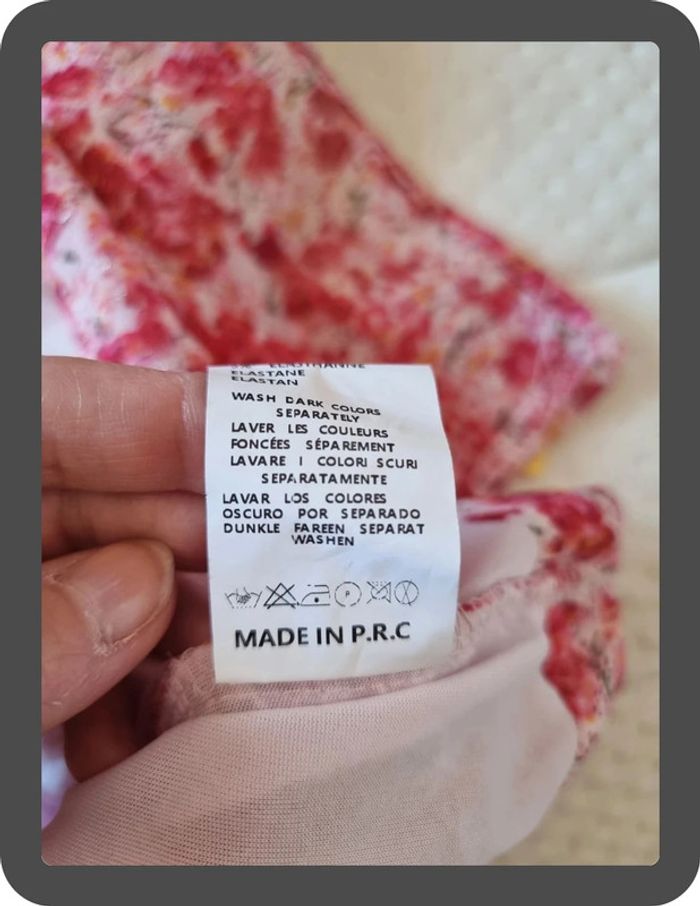 ELASTHANNE
ELASTANE
ELASTAN
WASH DARK COLORS
SEPARATELY
LAVER LES COULEURS
FONCÉES SÉPAREMENT
LAVARE I COLORI SCURI
SEPARATAMENTE
LAVAR LOS COLORES
OSCURO POR SEPARADO
DUNKLE FAREEN SEPARAT
WASHEN
P
MADE IN P.R.C